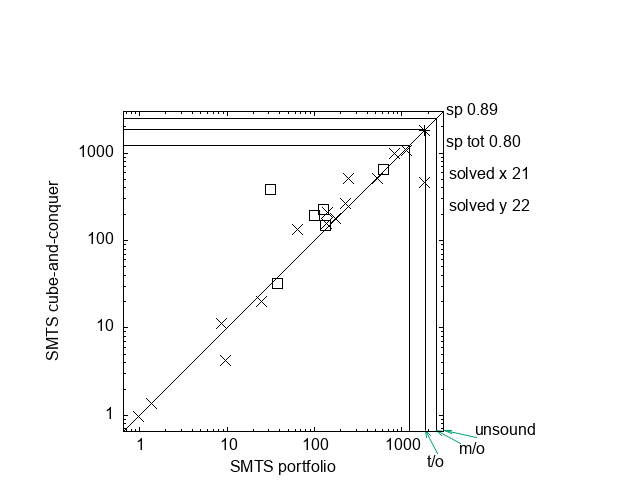 sp 0.89
sp tot 0.80
solved x 21
solved y 22
SMTS cube-and-conquer
1000
100
10
1
1 10 100 1000
SMTS portfolio
unsound
m/o
t/o